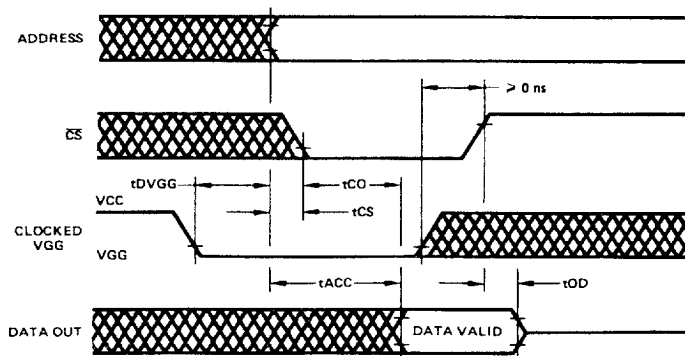 ADDRESS
≥ 0 ns
CS
tDVGG
tCO
VCC
tCS
CLOCKED
VGG
VGG
tACC
tOD
DATA OUT
DATA VALID